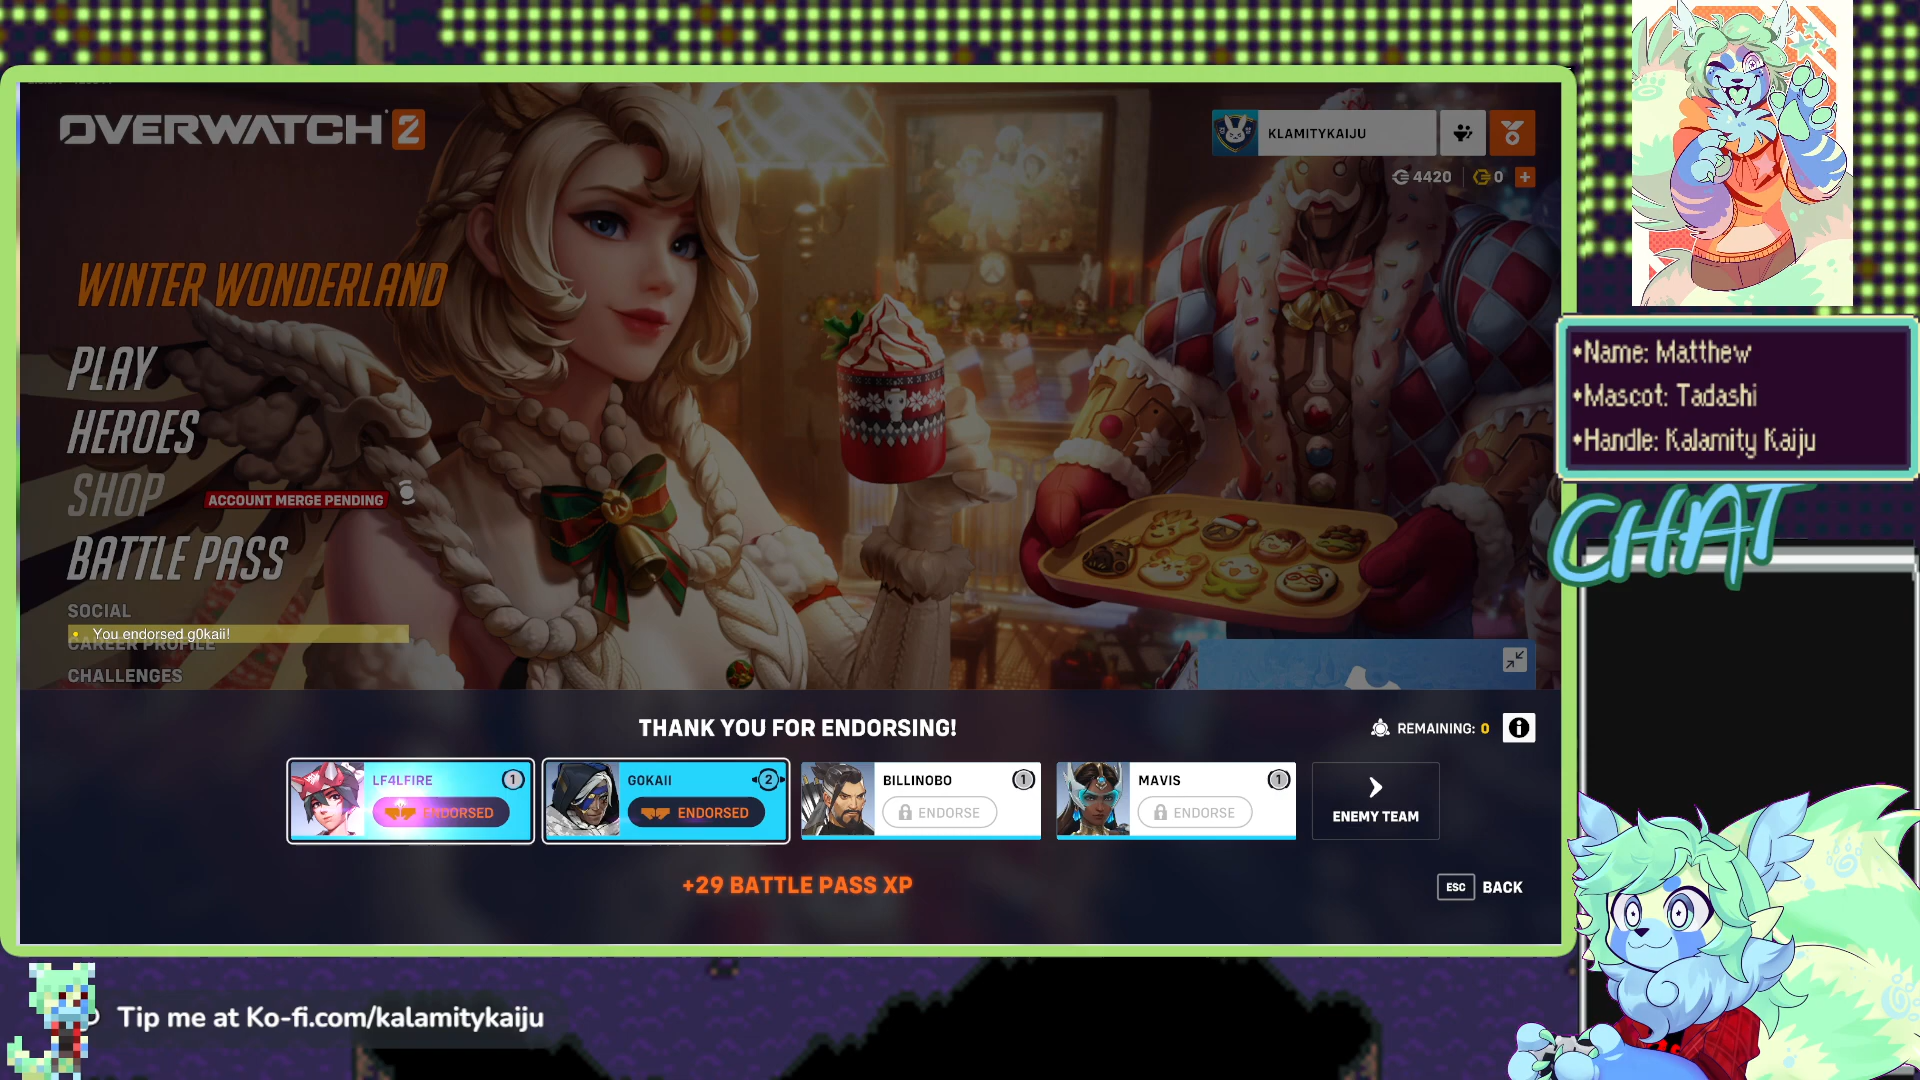 OVERWATCH 2
KLAMITYKAIJU
4420
0
WINTER WONDERLAND
PLAY
HEROES
SHOP
ACCOUNT MERGE PENDING
BATTLE PASS
SOCIAL
• You endorsed g0kaii!
CAREER PROFILE
CHALLENGES
THANK YOU FOR ENDORSING!
REMAINING: 0
LF4LFIRE 1
ENDORSED
G0KAII 2
ENDORSED
BILLINOBO 1
ENDORSE
MAVIS 1
ENDORSE
ENEMY TEAM
+29 BATTLE PASS XP
ESC BACK
•Name: Matthew
•Mascot: Tadashi
•Handle: Kalamity Kaiju
CHAT
Tip me at Ko-fi.com/kalamitykaiju